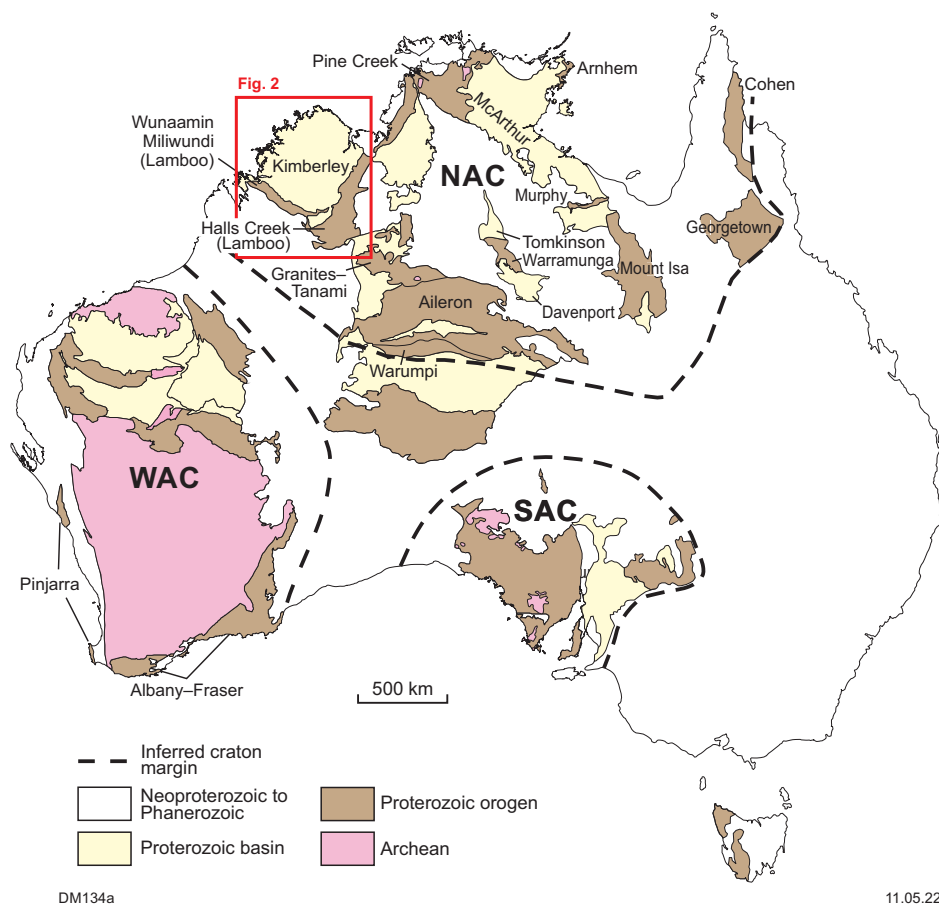 Pine Creek
Arnhem
Cohen
Fig. 2
Wunaamin
Miliwundi
(Lamboo)
McArthur
Kimberley
NAC
Murphy
Halls Creek
(Lamboo)
Georgetown
Tomkinson
Warramunga
Mount Isa
Granites–
Tanami
Aileron
Davenport
Warumpi
WAC
SAC
Pinjarra
Albany–Fraser
500 km
Inferred craton
margin
Neoproterozoic to
Phanerozoic
Proterozoic orogen
Proterozoic basin
Archean
DM134a
11.05.22